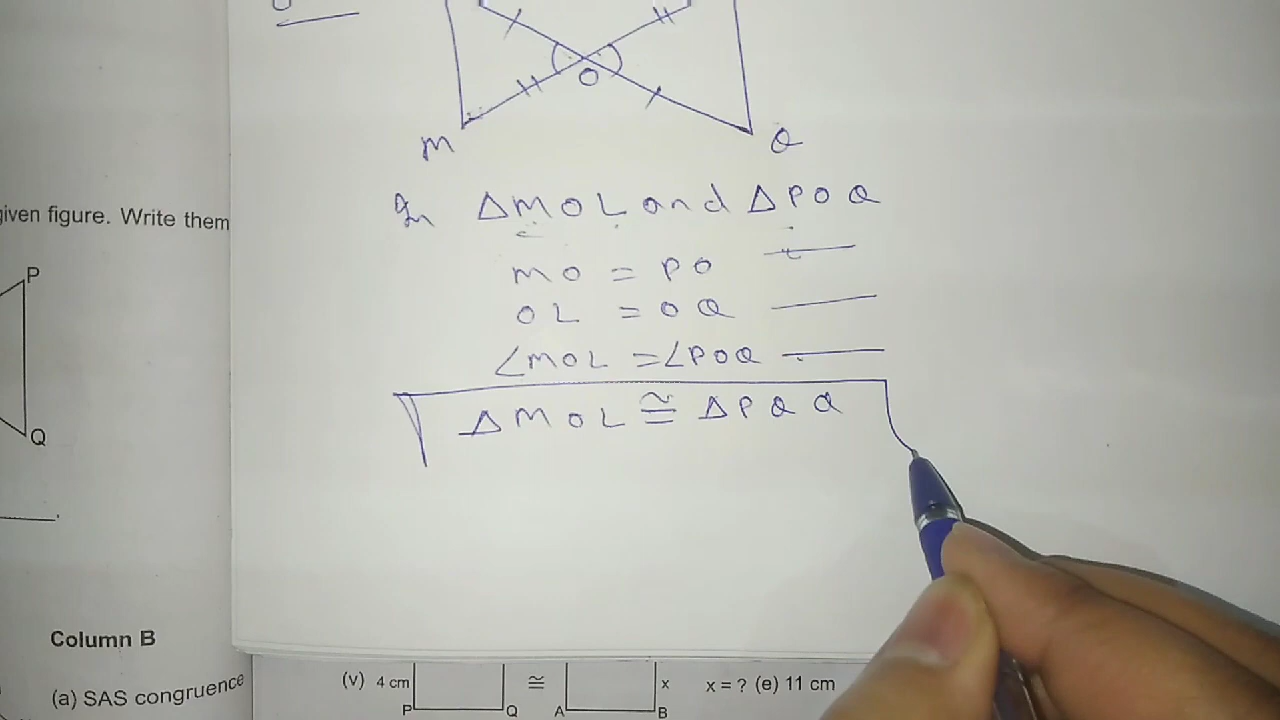 O
M
Q
In ΔMOL and ΔPOQ
MO = PO
OL = OQ
∠MOL = ∠POQ
ΔMOL ≅ ΔPQQ
given figure. Write them
P
Q
Column B
(a) SAS congruence
(v) 4 cm ≅ x x = ? (e) 11 cm
P Q A B